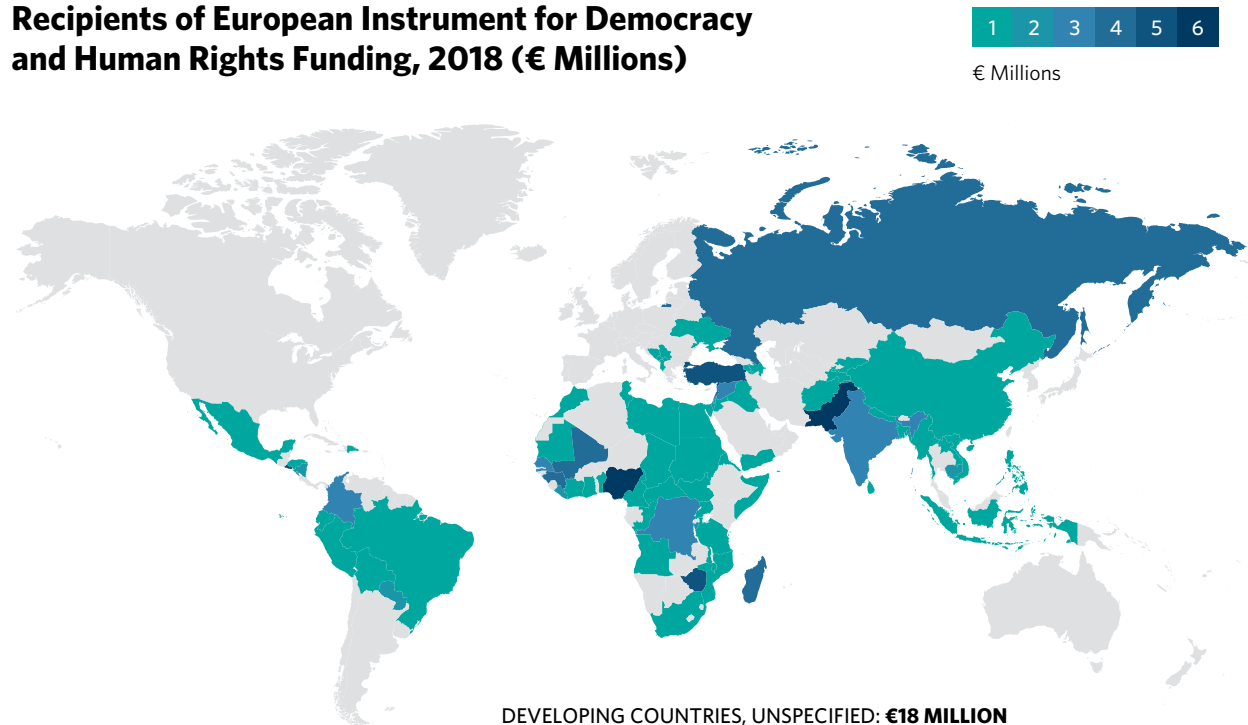 Recipients of European Instrument for Democracy
and Human Rights Funding, 2018 (€ Millions)
1 2 3 4 5 6
€ Millions
DEVELOPING COUNTRIES, UNSPECIFIED: €18 MILLION